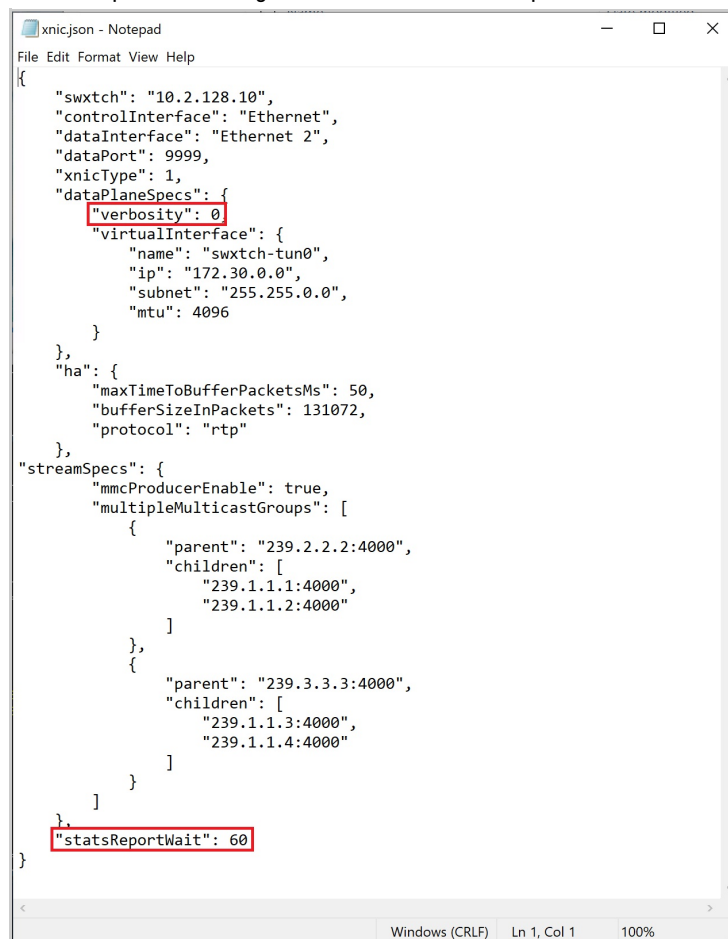 xnic.json - Notepad
File Edit Format View Help
{
    "swxtch": "10.2.128.10",
    "controlInterface": "Ethernet",
    "dataInterface": "Ethernet 2",
    "dataPort": 9999,
    "xnicType": 1,
    "dataPlaneSpecs": {
        "verbosity": 0,
        "virtualInterface": {
            "name": "swxtch-tun0",
            "ip": "172.30.0.0",
            "subnet": "255.255.0.0",
            "mtu": 4096
        }
    },
    "ha": {
        "maxTimeToBufferPacketsMs": 50,
        "bufferSizeInPackets": 131072,
        "protocol": "rtp"
    },
"streamSpecs": {
        "mmcProducerEnable": true,
        "multipleMulticastGroups": [
            {
                "parent": "239.2.2.2:4000",
                "children": [
                    "239.1.1.1:4000",
                    "239.1.1.2:4000"
                ]
            },
            {
                "parent": "239.3.3.3:4000",
                "children": [
                    "239.1.1.3:4000",
                    "239.1.1.4:4000"
                ]
            }
        ]
    },
    "statsReportWait": 60
}
Windows (CRLF) Ln 1, Col 1 100%